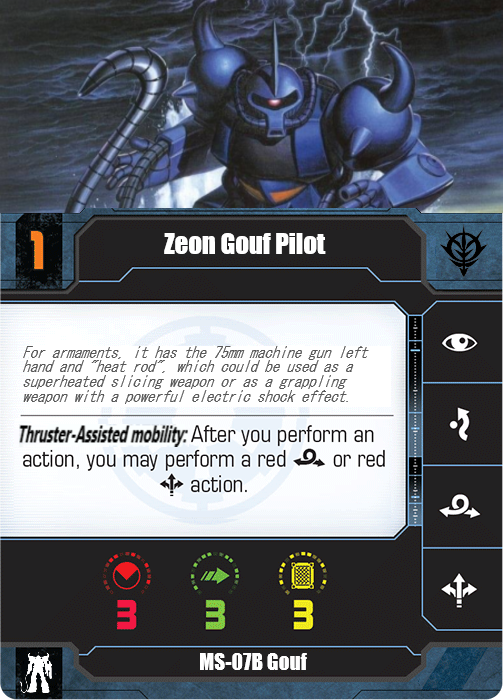 1
Zeon Gouf Pilot
For armaments, it has the 75mm machine gun left
hand and "heat rod", which could be used as a
superheated slicing weapon or as a grappling
weapon with a powerful electric shock effect.
Thruster-Assisted mobility: After you perform an
action, you may perform a red or red
action.
3 3 3
MS-07B Gouf